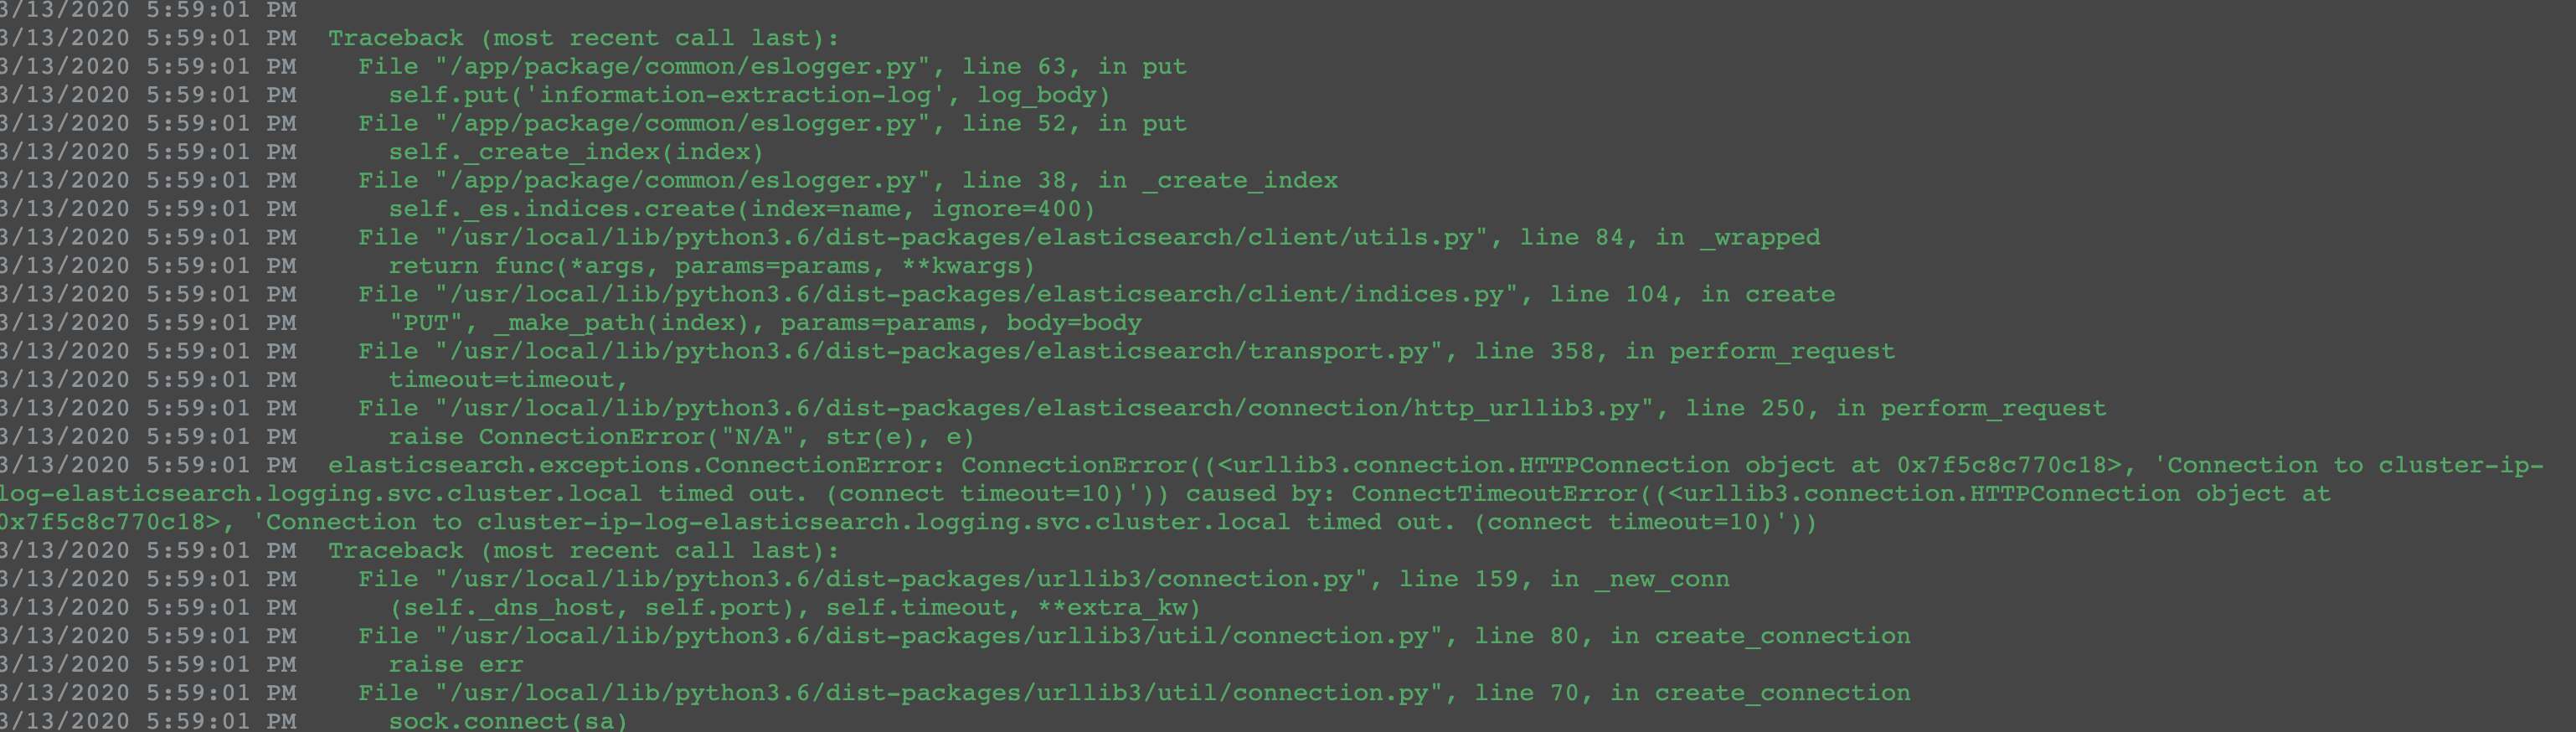 3/13/2020 5:59:01 PM
3/13/2020 5:59:01 PM Traceback (most recent call last):
3/13/2020 5:59:01 PM File "/app/package/common/eslogger.py", line 63, in put
3/13/2020 5:59:01 PM self.put('information-extraction-log', log_body)
3/13/2020 5:59:01 PM File "/app/package/common/eslogger.py", line 52, in put
3/13/2020 5:59:01 PM self._create_index(index)
3/13/2020 5:59:01 PM File "/app/package/common/eslogger.py", line 38, in _create_index
3/13/2020 5:59:01 PM self._es.indices.create(index=name, ignore=400)
3/13/2020 5:59:01 PM File "/usr/local/lib/python3.6/dist-packages/elasticsearch/client/utils.py", line 84, in _wrapped
3/13/2020 5:59:01 PM return func(*args, params=params, **kwargs)
3/13/2020 5:59:01 PM File "/usr/local/lib/python3.6/dist-packages/elasticsearch/client/indices.py", line 104, in create
3/13/2020 5:59:01 PM "PUT", _make_path(index), params=params, body=body
3/13/2020 5:59:01 PM File "/usr/local/lib/python3.6/dist-packages/elasticsearch/transport.py", line 358, in perform_request
3/13/2020 5:59:01 PM timeout=timeout,
3/13/2020 5:59:01 PM File "/usr/local/lib/python3.6/dist-packages/elasticsearch/connection/http_urllib3.py", line 250, in perform_request
3/13/2020 5:59:01 PM raise ConnectionError("N/A", str(e), e)
3/13/2020 5:59:01 PM elasticsearch.exceptions.ConnectionError: ConnectionError((<urllib3.connection.HTTPConnection object at 0x7f5c8c770c18>, 'Connection to cluster-ip-
log-elasticsearch.logging.svc.cluster.local timed out. (connect timeout=10)')) caused by: ConnectTimeoutError((<urllib3.connection.HTTPConnection object at
0x7f5c8c770c18>, 'Connection to cluster-ip-log-elasticsearch.logging.svc.cluster.local timed out. (connect timeout=10)'))
3/13/2020 5:59:01 PM Traceback (most recent call last):
3/13/2020 5:59:01 PM File "/usr/local/lib/python3.6/dist-packages/urllib3/connection.py", line 159, in _new_conn
3/13/2020 5:59:01 PM (self._dns_host, self.port), self.timeout, **extra_kw)
3/13/2020 5:59:01 PM File "/usr/local/lib/python3.6/dist-packages/urllib3/util/connection.py", line 80, in create_connection
3/13/2020 5:59:01 PM raise err
3/13/2020 5:59:01 PM File "/usr/local/lib/python3.6/dist-packages/urllib3/util/connection.py", line 70, in create_connection
3/13/2020 5:59:01 PM sock.connect(sa)